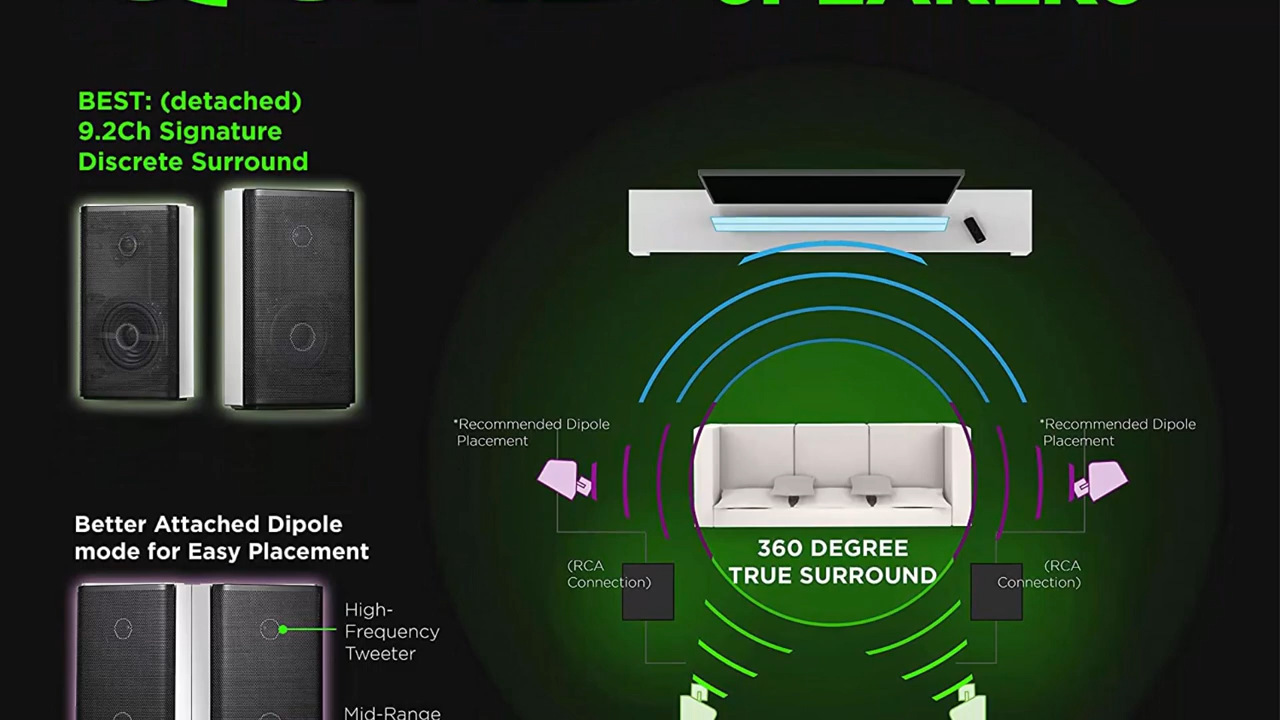 SPEAKERS
BEST: (detached)
9.2Ch Signature
Discrete Surround
*Recommended Dipole
Placement
*Recommended Dipole
Placement
Better Attached Dipole
mode for Easy Placement
360 DEGREE
TRUE SURROUND
(RCA
Connection)
(RCA
Connection)
High-
Frequency
Tweeter
Mid-Range